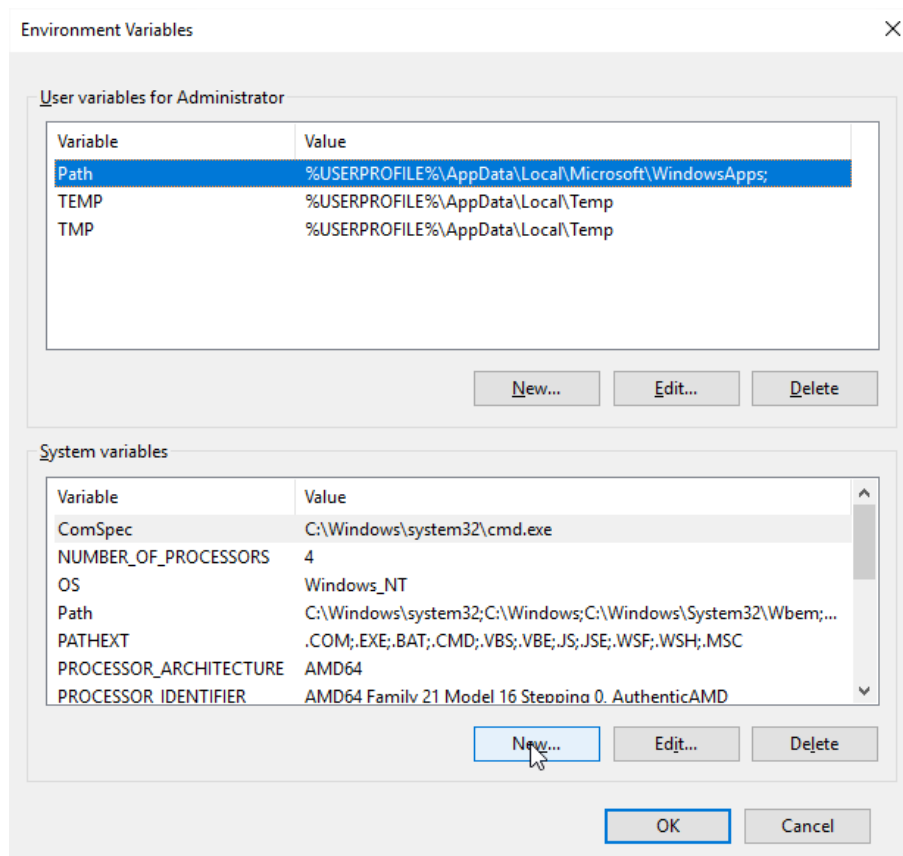 Environment Variables
User variables for Administrator
Variable Value
Path %USERPROFILE%\AppData\Local\Microsoft\WindowsApps;
TEMP %USERPROFILE%\AppData\Local\Temp
TMP %USERPROFILE%\AppData\Local\Temp
New... Edit... Delete
System variables
Variable Value
ComSpec C:\Windows\system32\cmd.exe
NUMBER_OF_PROCESSORS 4
OS Windows_NT
Path C:\Windows\system32;C:\Windows;C:\Windows\System32\Wbem;...
PATHEXT .COM;.EXE;.BAT;.CMD;.VBS;.VBE;.JS;.JSE;.WSF;.WSH;.MSC
PROCESSOR_ARCHITECTURE AMD64
PROCESSOR_IDENTIFIER AMD64 Family 21 Model 16 Stepping 0, AuthenticAMD
New... Edit... Delete
OK Cancel